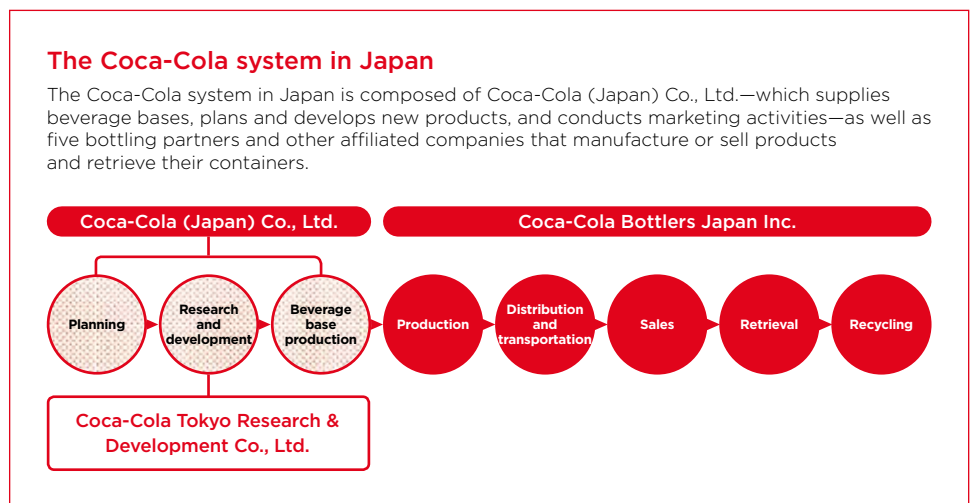 The Coca-Cola system in Japan
The Coca-Cola system in Japan is composed of Coca-Cola (Japan) Co., Ltd.—which supplies
beverage bases, plans and develops new products, and conducts marketing activities—as well as
five bottling partners and other affiliated companies that manufacture or sell products
and retrieve their containers.
Coca-Cola (Japan) Co., Ltd.
Coca-Cola Bottlers Japan Inc.
Planning
Research
and
development
Beverage
base
production
Production
Distribution
and
transportation
Sales
Retrieval
Recycling
Coca-Cola Tokyo Research &
Development Co., Ltd.